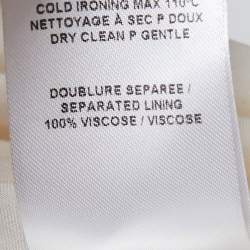 COLD IRONING MAX 110°C
NETTOYAGE À SEC P DOUX
DRY CLEAN P GENTLE
DOUBLURE SEPAREE /
SEPARATED LINING
100% VISCOSE / VISCOSE